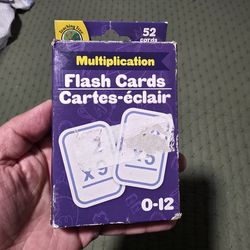 52
cards
Multiplication
Flash Cards
Cartes-éclair
x 9
x 5
0-12